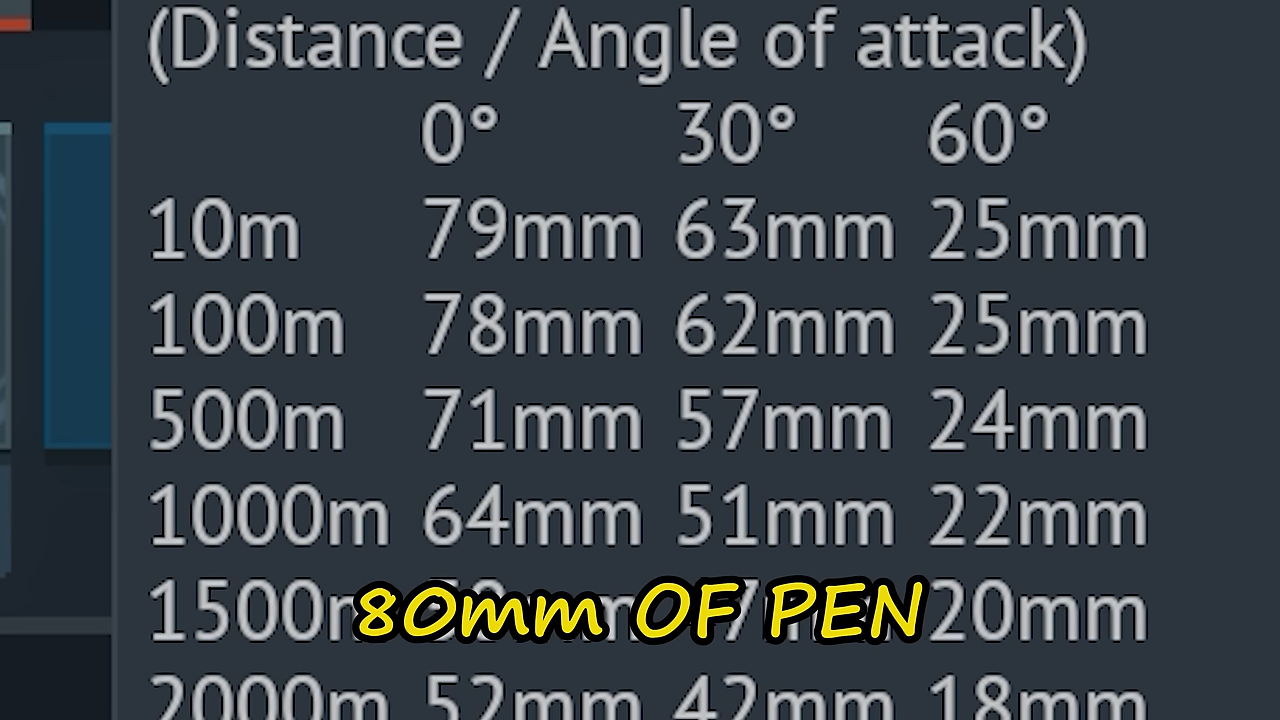 (Distance / Angle of attack)
0° 30° 60°
10m 79mm 63mm 25mm
100m 78mm 62mm 25mm
500m 71mm 57mm 24mm
1000m 64mm 51mm 22mm
1500m 20mm
80mm OF PEN
2000m 52mm 42mm 18mm